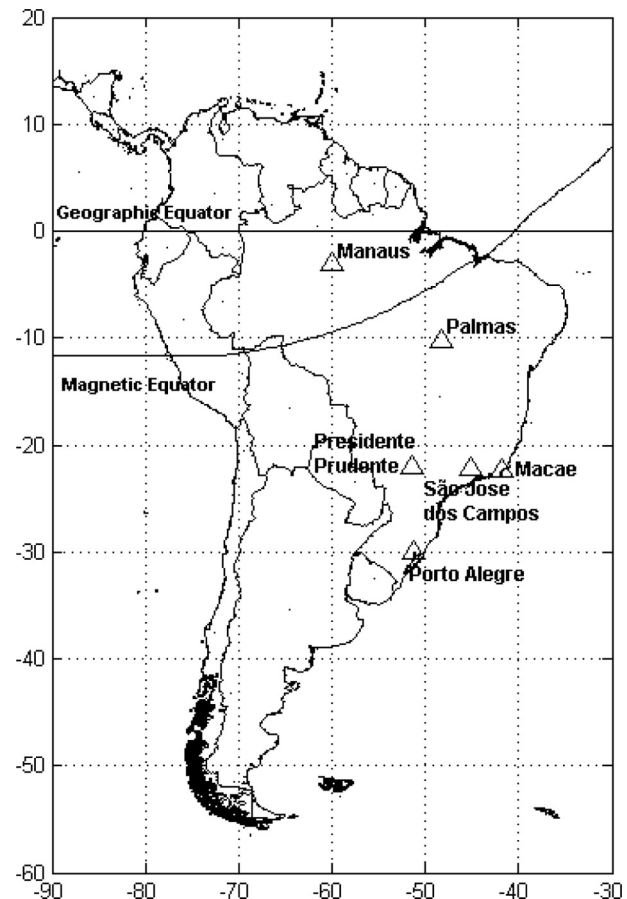 20
10
Geographic Equator
0
Manaus
Palmas
-10
Magnetic Equator
Presidente
Prudente
Macae
-20
São Jose
dos Campos
-30
Porto Alegre
-40
-50
-60
-90 -80 -70 -60 -50 -40 -30